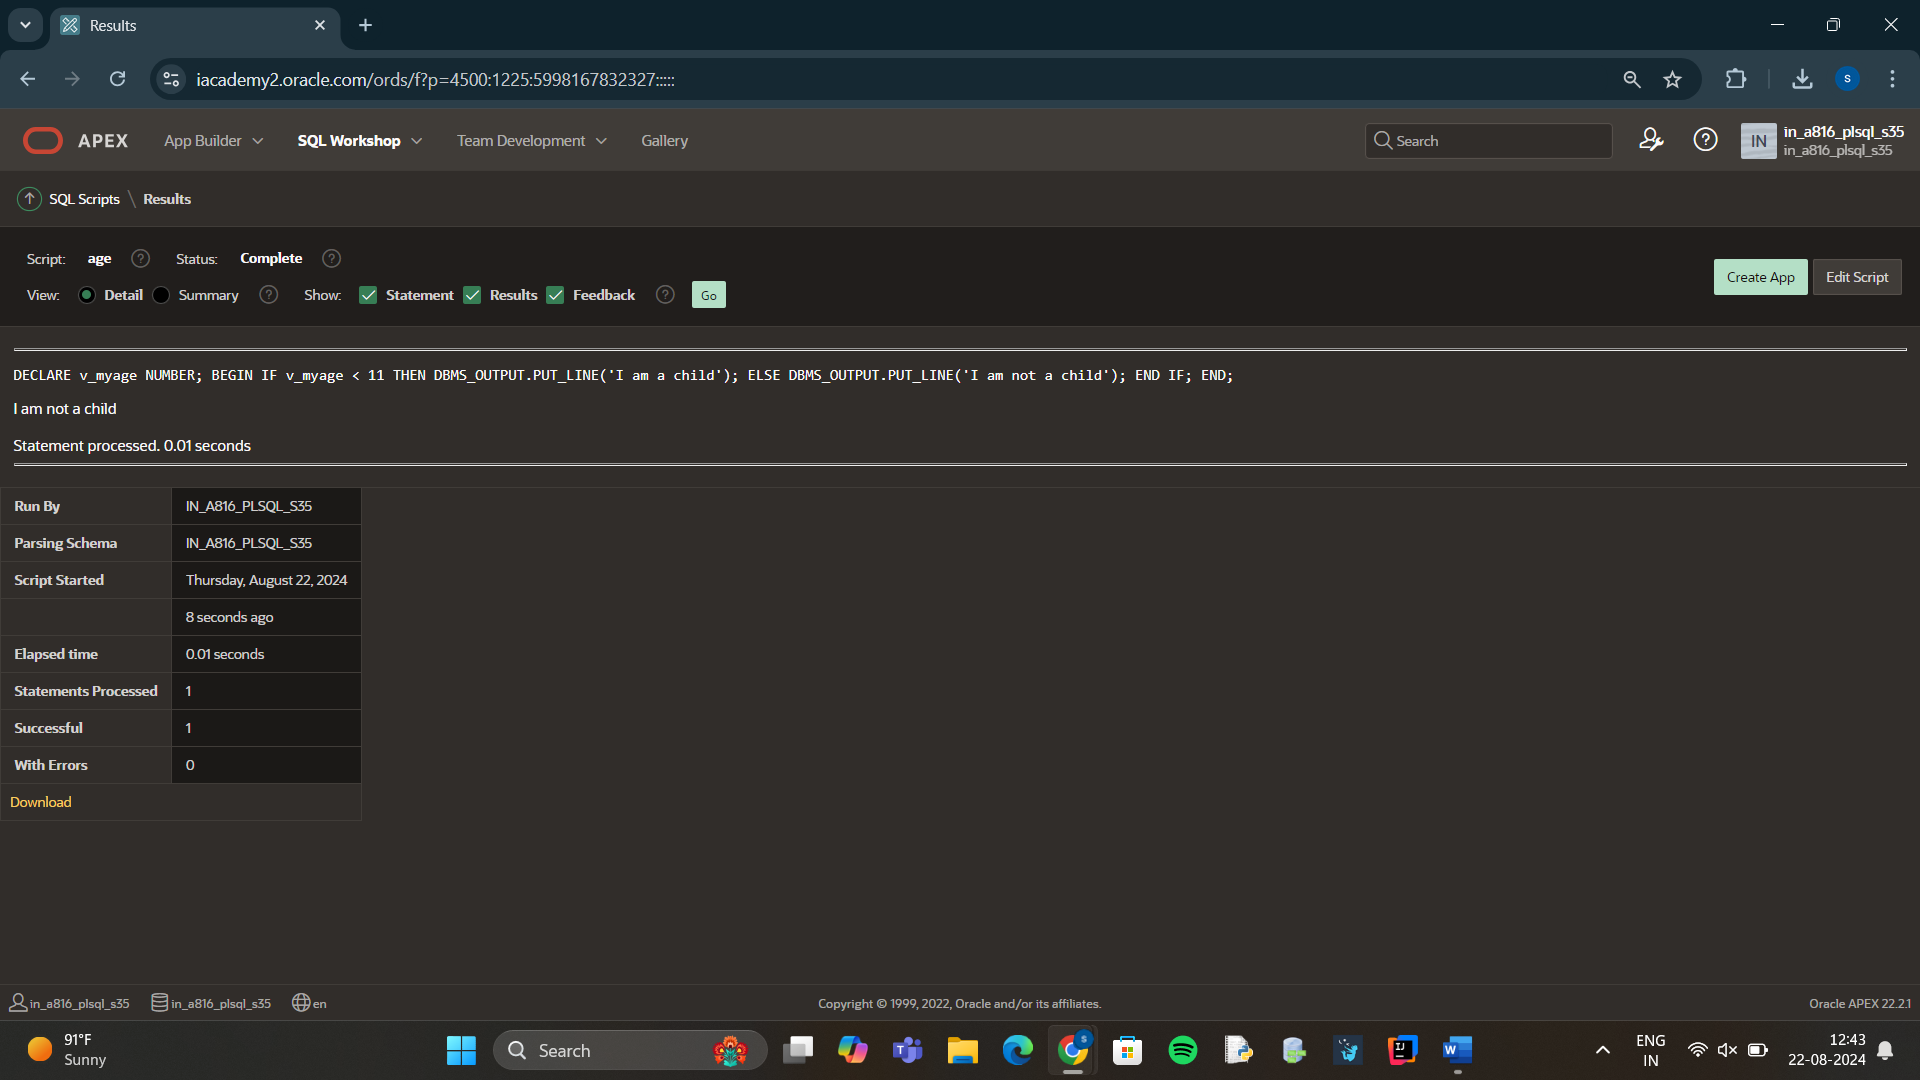 Results
iacademy2.oracle.com/ords/f?p=4500:1225:5998167832327:::::
S
APEX App Builder SQL Workshop Team Development Gallery Search IN in_a816_plsql_s35
in_a816_plsql_s35
SQL Scripts \ Results
Script: age ? Status: Complete ?
View: Detail Summary ? Show: Statement Results Feedback ? Go
Create App Edit Script
DECLARE v_myage NUMBER; BEGIN IF v_myage < 11 THEN DBMS_OUTPUT.PUT_LINE('I am a child'); ELSE DBMS_OUTPUT.PUT_LINE('I am not a child'); END IF; END;
I am not a child
Statement processed. 0.01 seconds
Run By IN_A816_PLSQL_S35
Parsing Schema IN_A816_PLSQL_S35
Script Started Thursday, August 22, 2024
8 seconds ago
Elapsed time 0.01 seconds
Statements Processed 1
Successful 1
With Errors 0
Download
in_a816_plsql_s35 in_a816_plsql_s35 en Copyright © 1999, 2022, Oracle and/or its affiliates. Oracle APEX 22.2.1
91°F
Sunny
Search
ENG
IN
12:43
22-08-2024